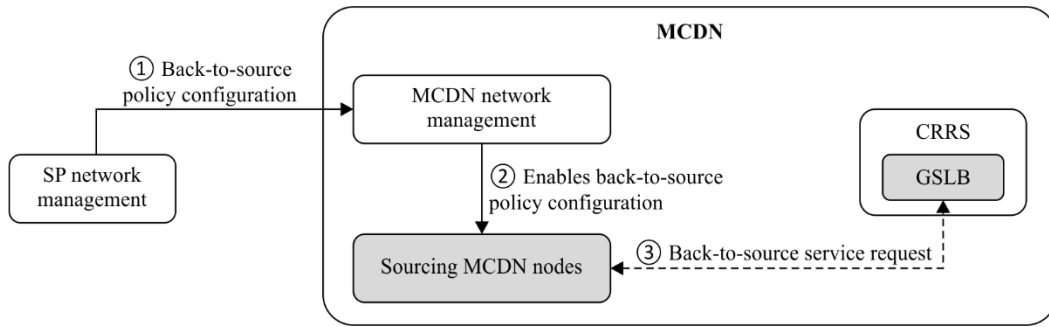 MCDN
① Back-to-source
policy configuration
MCDN network
management
CRRS
GSLB
SP network
management
② Enables back-to-source
policy configuration
Sourcing MCDN nodes
③ Back-to-source service request